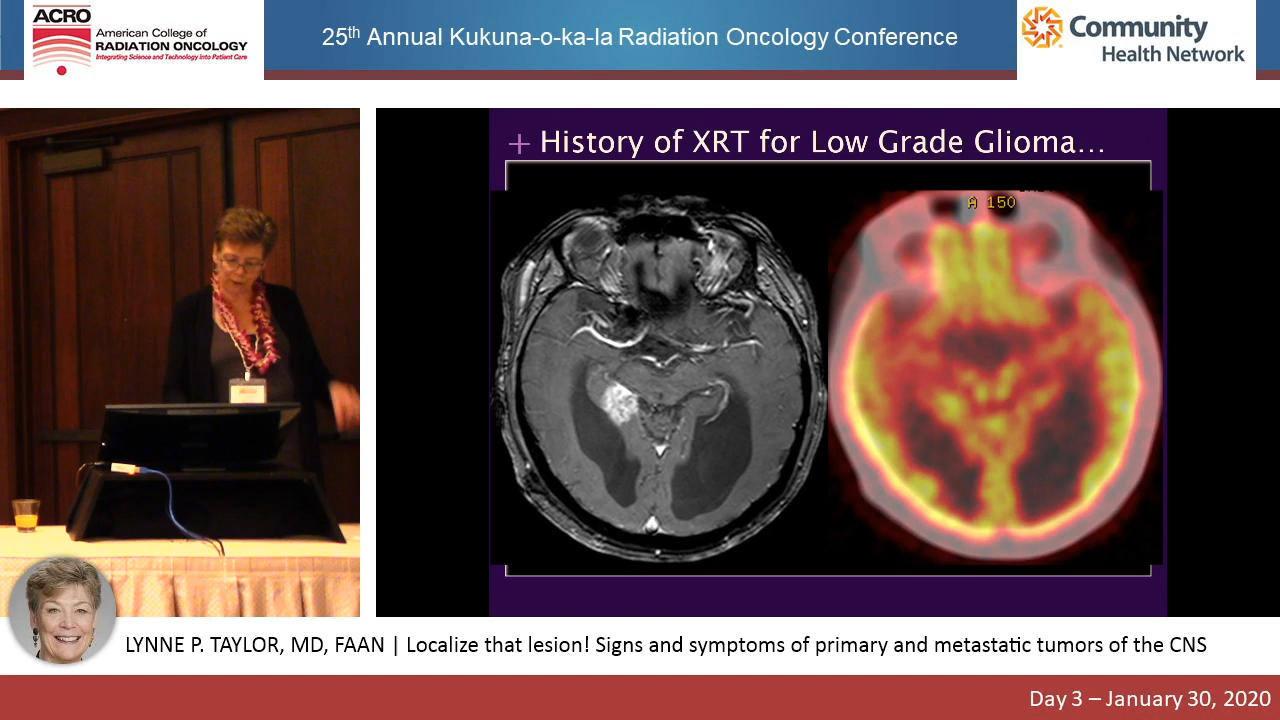 ACRO
American College of
RADIATION ONCOLOGY
Integrating Science and Technology Into Patient Care
25th Annual Kukuna-o-ka-la Radiation Oncology Conference
Community
Health Network
+ History of XRT for Low Grade Glioma...
A 150
LYNNE P. TAYLOR, MD, FAAN | Localize that lesion! Signs and symptoms of primary and metastatic tumors of the CNS
Day 3 – January 30, 2020